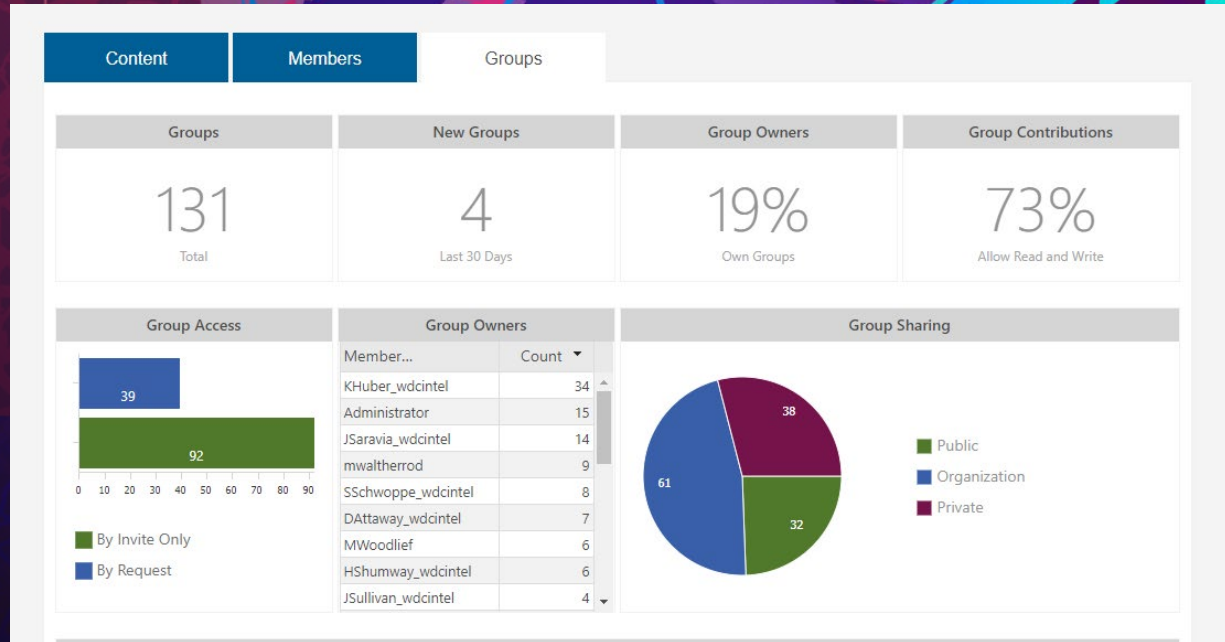 Content Members Groups
Groups New Groups Group Owners Group Contributions
131 4 19% 73%
Total Last 30 Days Own Groups Allow Read and Write
Group Access
39
92
0 10 20 30 40 50 60 70 80 90
By Invite Only
By Request
Group Owners
Member... Count
KHuber_wdcintel 34
Administrator 15
JSaravia_wdcintel 14
mwaltherrod 9
SSchwoppe_wdcintel 8
DAttaway_wdcintel 7
MWoodlief 6
HShumway_wdcintel 6
JSullivan_wdcintel 4
Group Sharing
38
61
32
Public
Organization
Private